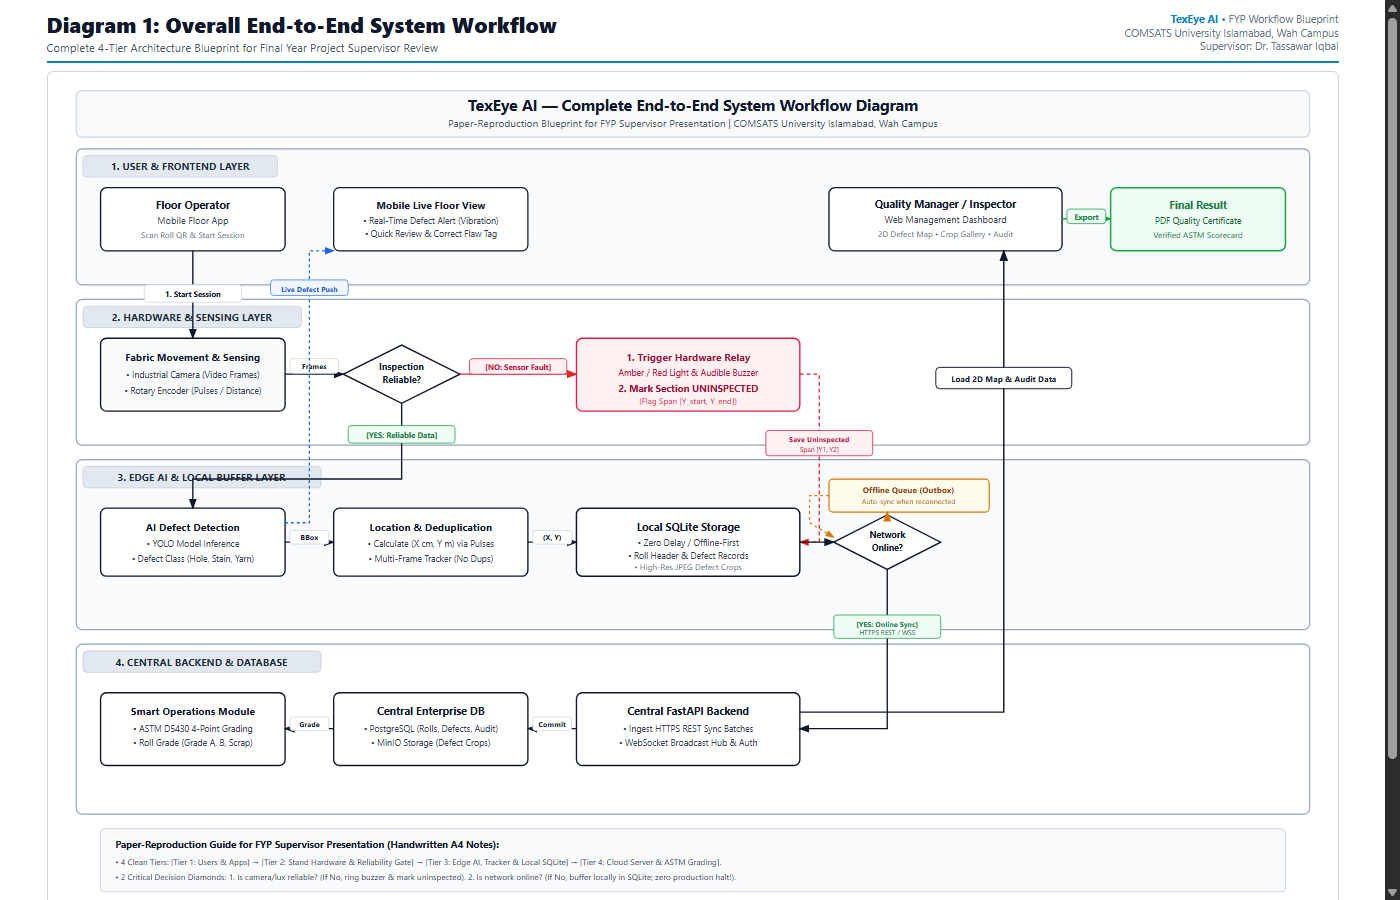 Diagram 1: Overall End-to-End System Workflow
Complete 4-Tier Architecture Blueprint for Final Year Project Supervisor Review
TexEye AI • FYP Workflow Blueprint
COMSATS University Islamabad, Wah Campus
Supervisor: Dr. Tassawar Iqbal
TexEye AI — Complete End-to-End System Workflow Diagram
Paper-Reproduction Blueprint for FYP Supervisor Presentation | COMSATS University Islamabad, Wah Campus
1. USER & FRONTEND LAYER
Floor Operator
Mobile Floor App
Scan Roll QR & Start Session
Mobile Live Floor View
• Real-Time Defect Alert (Vibration)
• Quick Review & Correct Flaw Tag
Quality Manager / Inspector
Web Management Dashboard
2D Defect Map • Crop Gallery • Audit
Export
Final Result
PDF Quality Certificate
Verified ASTM Scorecard
1. Start Session
Live Defect Push
2. HARDWARE & SENSING LAYER
Fabric Movement & Sensing
• Industrial Camera (Video Frames)
• Rotary Encoder (Pulses / Distance)
Frames
Inspection
Reliable?
[NO: Sensor Fault]
1. Trigger Hardware Relay
Amber / Red Light & Audible Buzzer
2. Mark Section UNINSPECTED
(Flag Span [Y_start, Y_end])
Load 2D Map & Audit Data
[YES: Reliable Data]
Save Uninspected
Span [Y1, Y2]
3. EDGE AI & LOCAL BUFFER LAYER
AI Defect Detection
• YOLO Model Inference
• Defect Class (Hole, Stain, Yarn)
BBox
Location & Deduplication
• Calculate (X cm, Y m) via Pulses
• Multi-Frame Tracker (No Dups)
(X, Y)
Local SQLite Storage
• Zero Delay / Offline-First
• Roll Header & Defect Records
• High-Res JPEG Defect Crops
Offline Queue (Outbox)
Auto-sync when reconnected
Network
Online?
[YES: Online Sync]
HTTPS REST / WSS
4. CENTRAL BACKEND & DATABASE
Smart Operations Module
• ASTM D5430 4-Point Grading
• Roll Grade (Grade A, B, Scrap)
Grade
Central Enterprise DB
• PostgreSQL (Rolls, Defects, Audit)
• MinIO Storage (Defect Crops)
Commit
Central FastAPI Backend
• Ingest HTTPS REST Sync Batches
• WebSocket Broadcast Hub & Auth
Paper-Reproduction Guide for FYP Supervisor Presentation (Handwritten A4 Notes):
• 4 Clean Tiers: [Tier 1: Users & Apps] → [Tier 2: Stand Hardware & Reliability Gate] → [Tier 3: Edge AI, Tracker & Local SQLite] → [Tier 4: Cloud Server & ASTM Grading].
• 2 Critical Decision Diamonds: 1. Is camera/lux reliable? (If No, ring buzzer & mark uninspected). 2. Is network online? (If No, buffer locally in SQLite; zero production halt!).